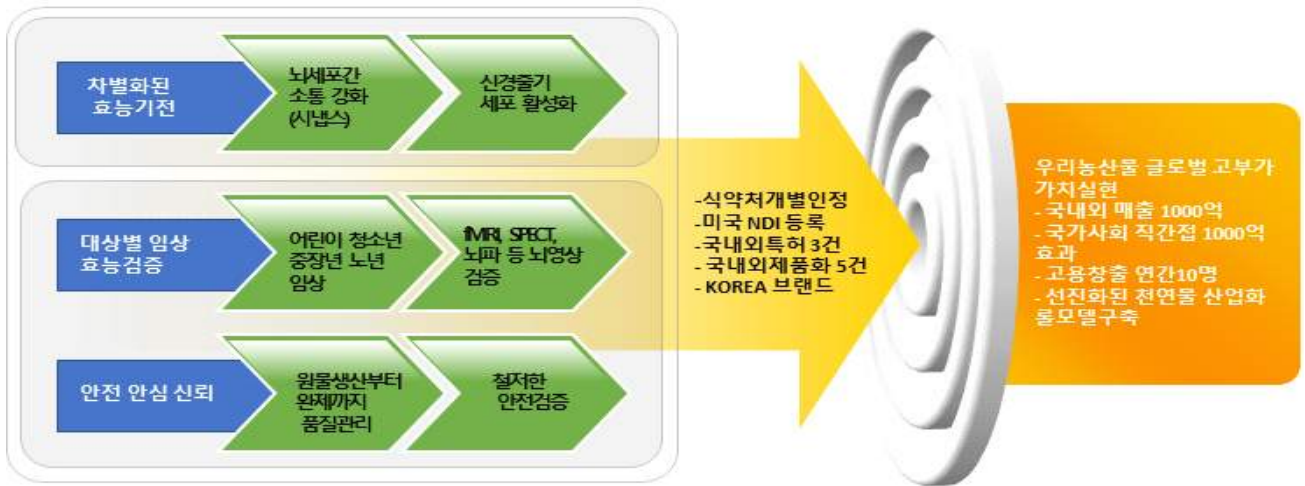 차별화된
효능기전
뇌세포간
소통 강화
(시냅스)
신경줄기
세포 활성화
대상별 임상
효능검증
어린이 청소년
중장년 노년
임상
fMRI, SPECT,
뇌파 등 뇌영상
검증
안전 안심 신뢰
원물생산부터
완제까지
품질관리
철저한
안전검증
-식약처개별인정
-미국 NDI 등록
-국내외특허 3건
- 국내외제품화 5건
- KOREA 브랜드
우리농산물 글로벌 고부가
가치실현
- 국내외 매출 1000억
- 국가사회 직간접 1000억
효과
- 고용창출 연간10명
- 선진화된 천연물 산업화
롤모델구축